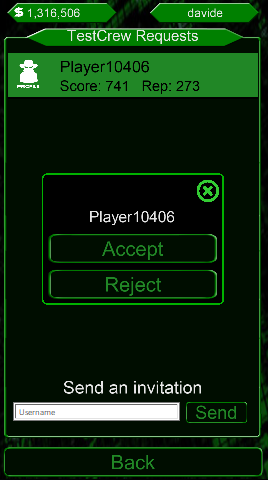 $ 1,316,506
davide
TestCrew Requests
Player10406
Score: 741 Rep: 273
PROFILE
Player10406
Accept
Reject
Send an invitation
Username
Send
Back